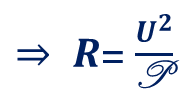 ⇒ R = U² / 𝒫